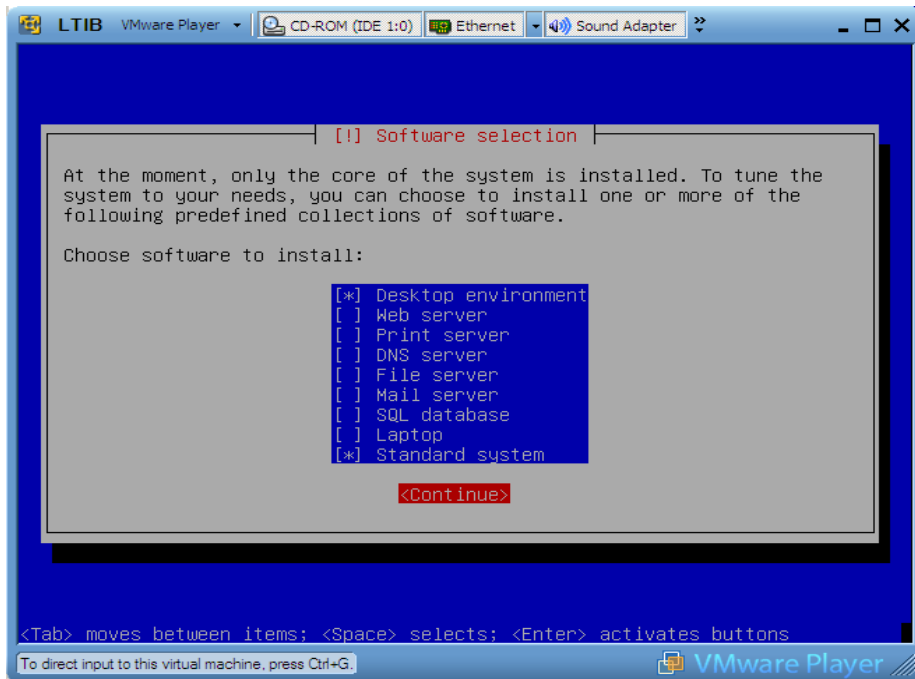 LTIB VMware Player CD-ROM (IDE 1:0) Ethernet Sound Adapter
[!] Software selection
At the moment, only the core of the system is installed. To tune the
system to your needs, you can choose to install one or more of the
following predefined collections of software.
Choose software to install:
[*] Desktop environment
[ ] Web server
[ ] Print server
[ ] DNS server
[ ] File server
[ ] Mail server
[ ] SQL database
[ ] Laptop
[*] Standard system
<Continue>
<Tab> moves between items; <Space> selects; <Enter> activates buttons
To direct input to this virtual machine, press Ctrl+G. VMware Player